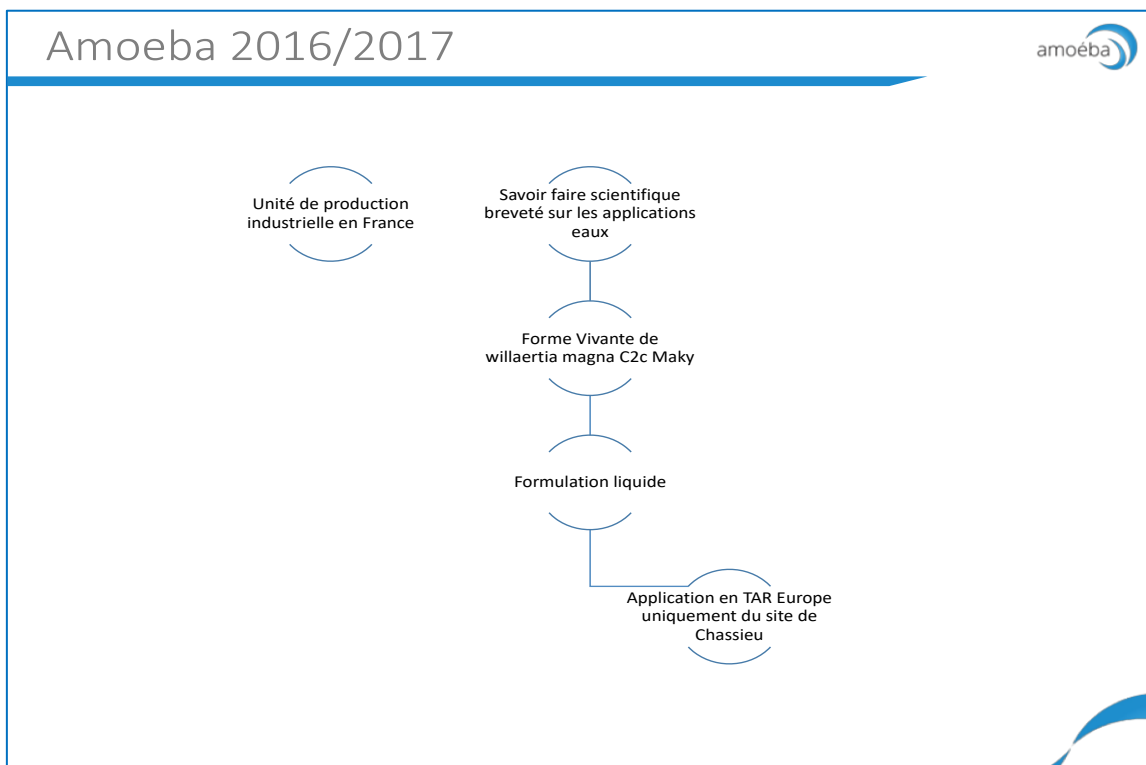 Amoeba 2016/2017
amoéba
Unité de production
industrielle en France
Savoir faire scientifique
breveté sur les applications
eaux
Forme Vivante de
willaertia magna C2c Maky
Formulation liquide
Application en TAR Europe
uniquement du site de
Chassieu